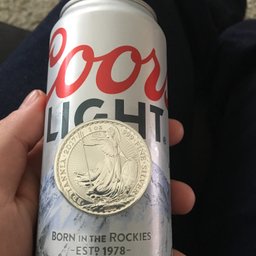 Coors
LIGHT
BORN IN THE ROCKIES
-ESTD 1978-